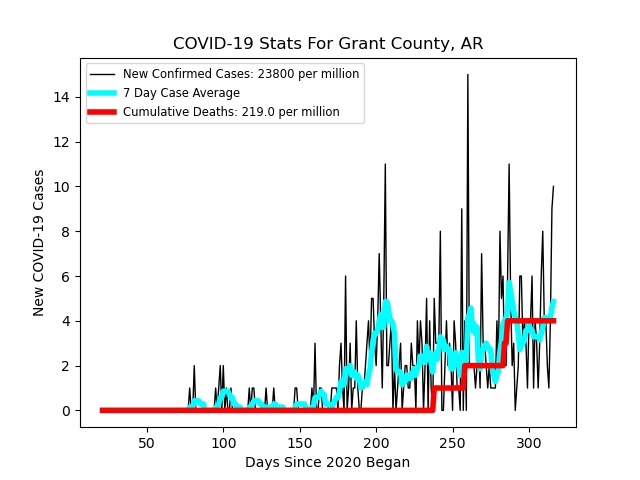 COVID-19 Stats For Grant County, AR
New Confirmed Cases: 23800 per million
7 Day Case Average
Cumulative Deaths: 219.0 per million
New COVID-19 Cases
14
12
10
8
6
4
2
0
50 100 150 200 250 300
Days Since 2020 Began